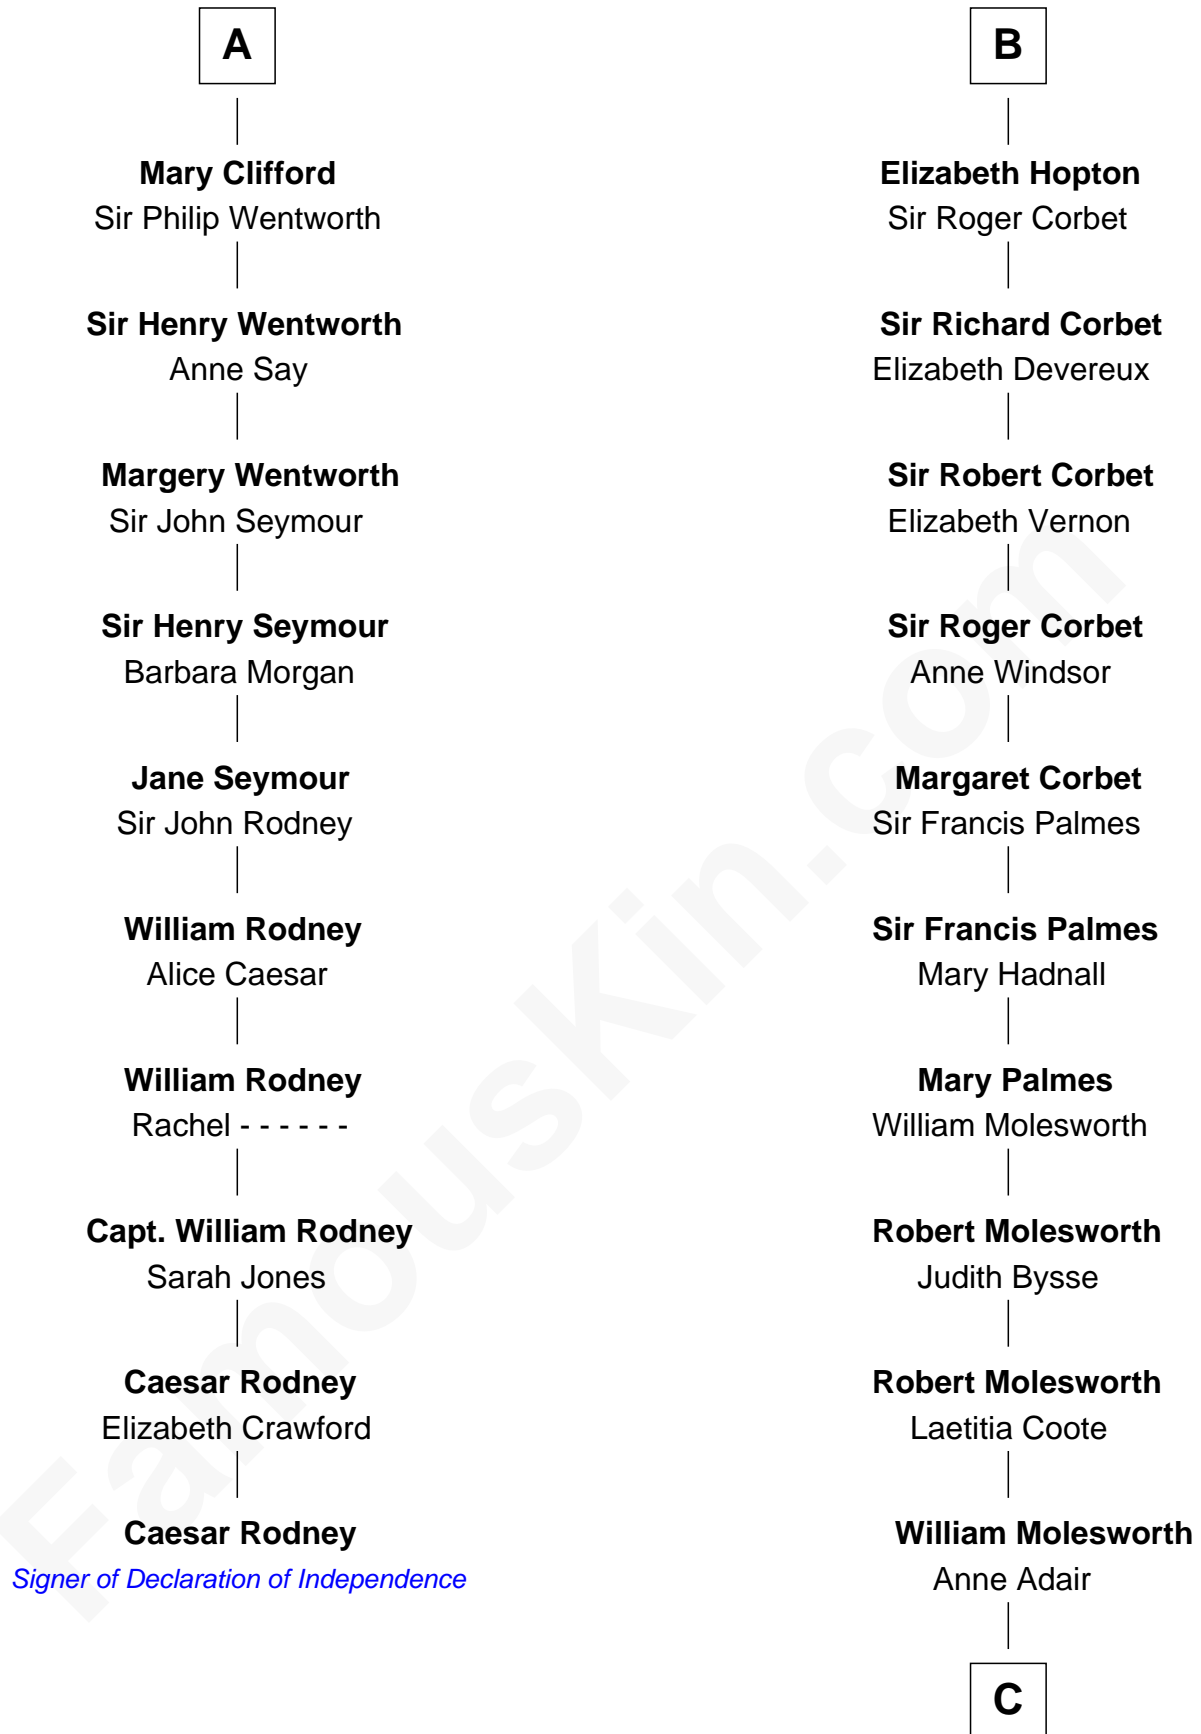 A
Mary Clifford
Sir Philip Wentworth
Sir Henry Wentworth
Anne Say
Margery Wentworth
Sir John Seymour
Sir Henry Seymour
Barbara Morgan
Jane Seymour
Sir John Rodney
William Rodney
Alice Caesar
William Rodney
Rachel - - - - - -
Capt. William Rodney
Sarah Jones
Caesar Rodney
Elizabeth Crawford
Caesar Rodney
Signer of Declaration of Independence
B
Elizabeth Hopton
Sir Roger Corbet
Sir Richard Corbet
Elizabeth Devereux
Sir Robert Corbet
Elizabeth Vernon
Sir Roger Corbet
Anne Windsor
Margaret Corbet
Sir Francis Palmes
Sir Francis Palmes
Mary Hadnall
Mary Palmes
William Molesworth
Robert Molesworth
Judith Bysse
Robert Molesworth
Laetitia Coote
William Molesworth
Anne Adair
C
FamousKin.com